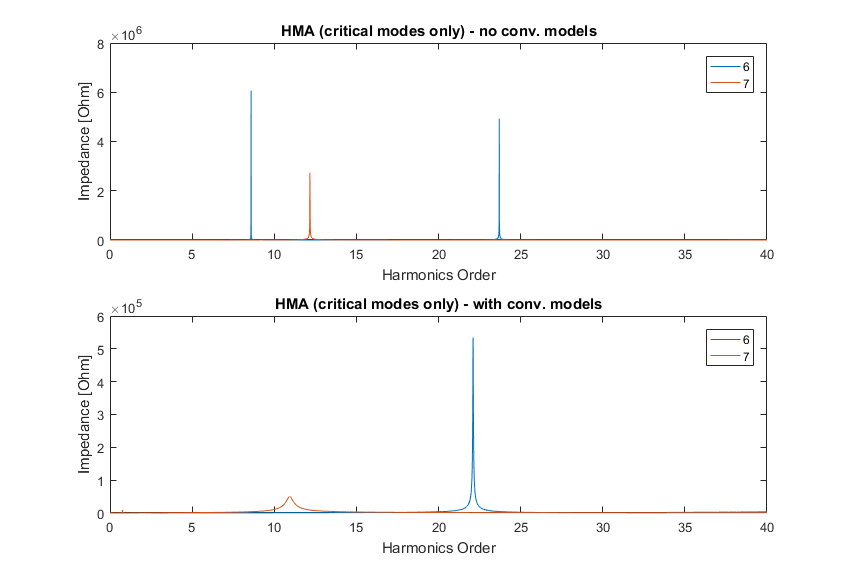 HMA (critical modes only) - no conv. models
×10^6
8
6
4
2
0
Impedance [Ohm]
0 5 10 15 20 25 30 35 40
Harmonics Order
6
7
HMA (critical modes only) - with conv. models
×10^5
6
5
4
3
2
1
0
Impedance [Ohm]
0 5 10 15 20 25 30 35 40
Harmonics Order
6
7